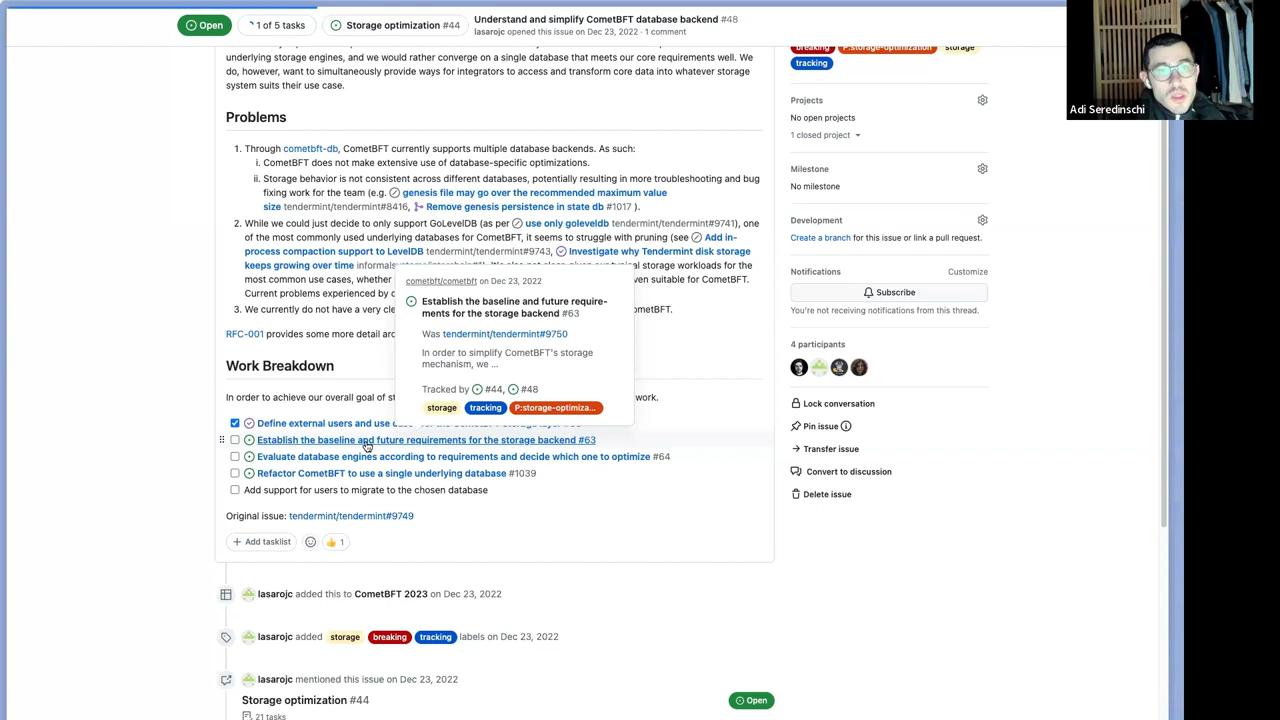 Open
1 of 5 tasks
Storage optimization #44
Understand and simplify CometBFT database backend #48
lasarojc opened this issue on Dec 23, 2022 · 1 comment
underlying storage engines, and we would rather converge on a single database that meets our core requirements well. We
do, however, want to simultaneously provide ways for integrators to access and transform core data into whatever storage
system suits their use case.
Problems
1. Through cometbft-db, CometBFT currently supports multiple database backends. As such:
i. CometBFT does not make extensive use of database-specific optimizations.
ii. Storage behavior is not consistent across different databases, potentially resulting in more troubleshooting and bug
fixing work for the team (e.g. genesis file may go over the recommended maximum value
size tendermint/tendermint#8416, Remove genesis persistence in state db #1017 ).
2. While we could just decide to only support GoLevelDB (as per use only goleveldb tendermint/tendermint#9741), one
of the most commonly used underlying databases for CometBFT, it seems to struggle with pruning (see Add in-
process compaction support to LevelDB tendermint/tendermint#9743, Investigate why Tendermint disk storage
keeps growing over time
storage workloads for the
most common use cases, whether
ven suitable for CometBFT.
Current problems experienced by
3. We currently do not have a very cle
metBFT.
RFC-001 provides some more detail
cometbft/cometbft on Dec 23, 2022
Establish the baseline and future require-
ments for the storage backend #63
Was tendermint/tendermint#9750
In order to simplify CometBFT's storage
mechanism, we ...
Tracked by #44, #48
storage tracking P:storage-optimiza...
Work Breakdown
In order to achieve our overall goal of
work.
Define external users and use
Establish the baseline and future requirements for the storage backend #63
Evaluate database engines according to requirements and decide which one to optimize #64
Refactor CometBFT to use a single underlying database #1039
Add support for users to migrate to the chosen database
Original issue: tendermint/tendermint#9749
Add tasklist
👍 1
lasarojc added this to CometBFT 2023 on Dec 23, 2022
lasarojc added storage breaking tracking labels on Dec 23, 2022
lasarojc mentioned this issue on Dec 23, 2022
Storage optimization #44
Open
21 tasks
breaking P:storage-optimization storage
tracking
Projects
No open projects
1 closed project
Milestone
No milestone
Development
Create a branch for this issue or link a pull request.
Notifications
Customize
Subscribe
You're not receiving notifications from this thread.
4 participants
Lock conversation
Pin issue
Transfer issue
Convert to discussion
Delete issue
Adi Seredinschi